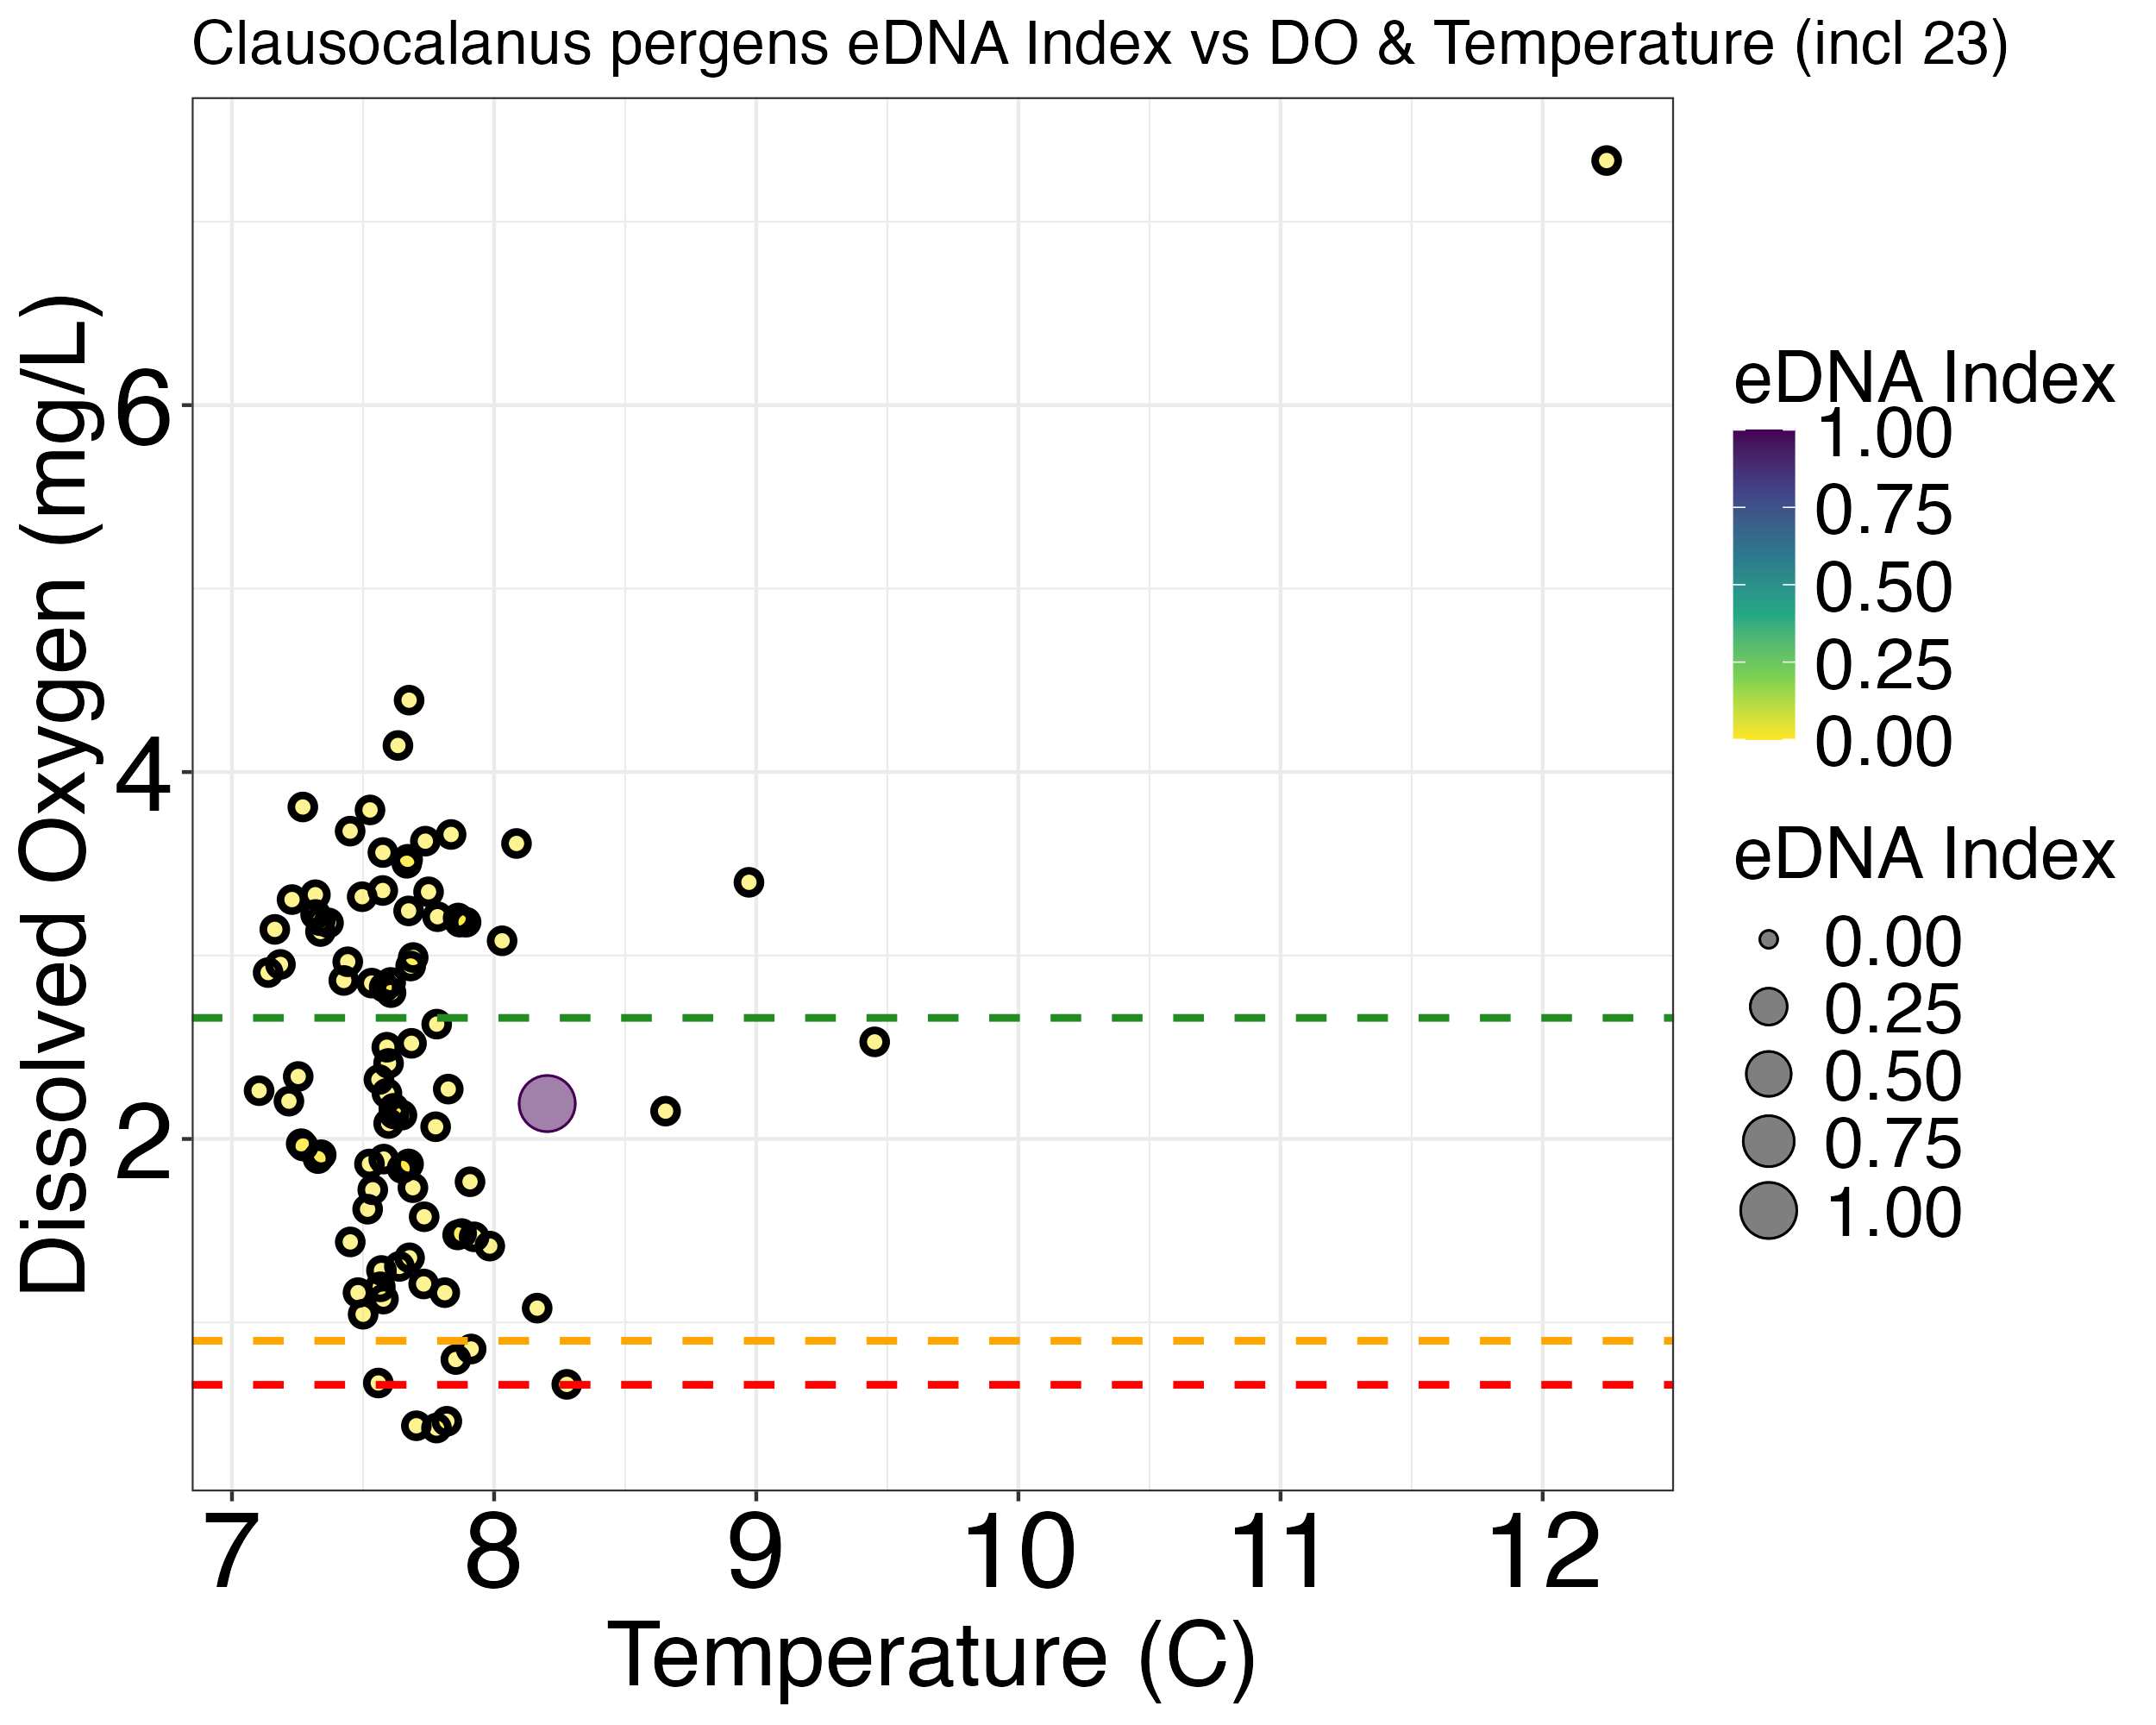 Clausocalanus pergens eDNA Index vs DO & Temperature (incl 23)
Dissolved Oxygen (mg/L)
6
4
2
7 8 9 10 11 12
Temperature (C)
eDNA Index
1.00
0.75
0.50
0.25
0.00
eDNA Index
0.00
0.25
0.50
0.75
1.00